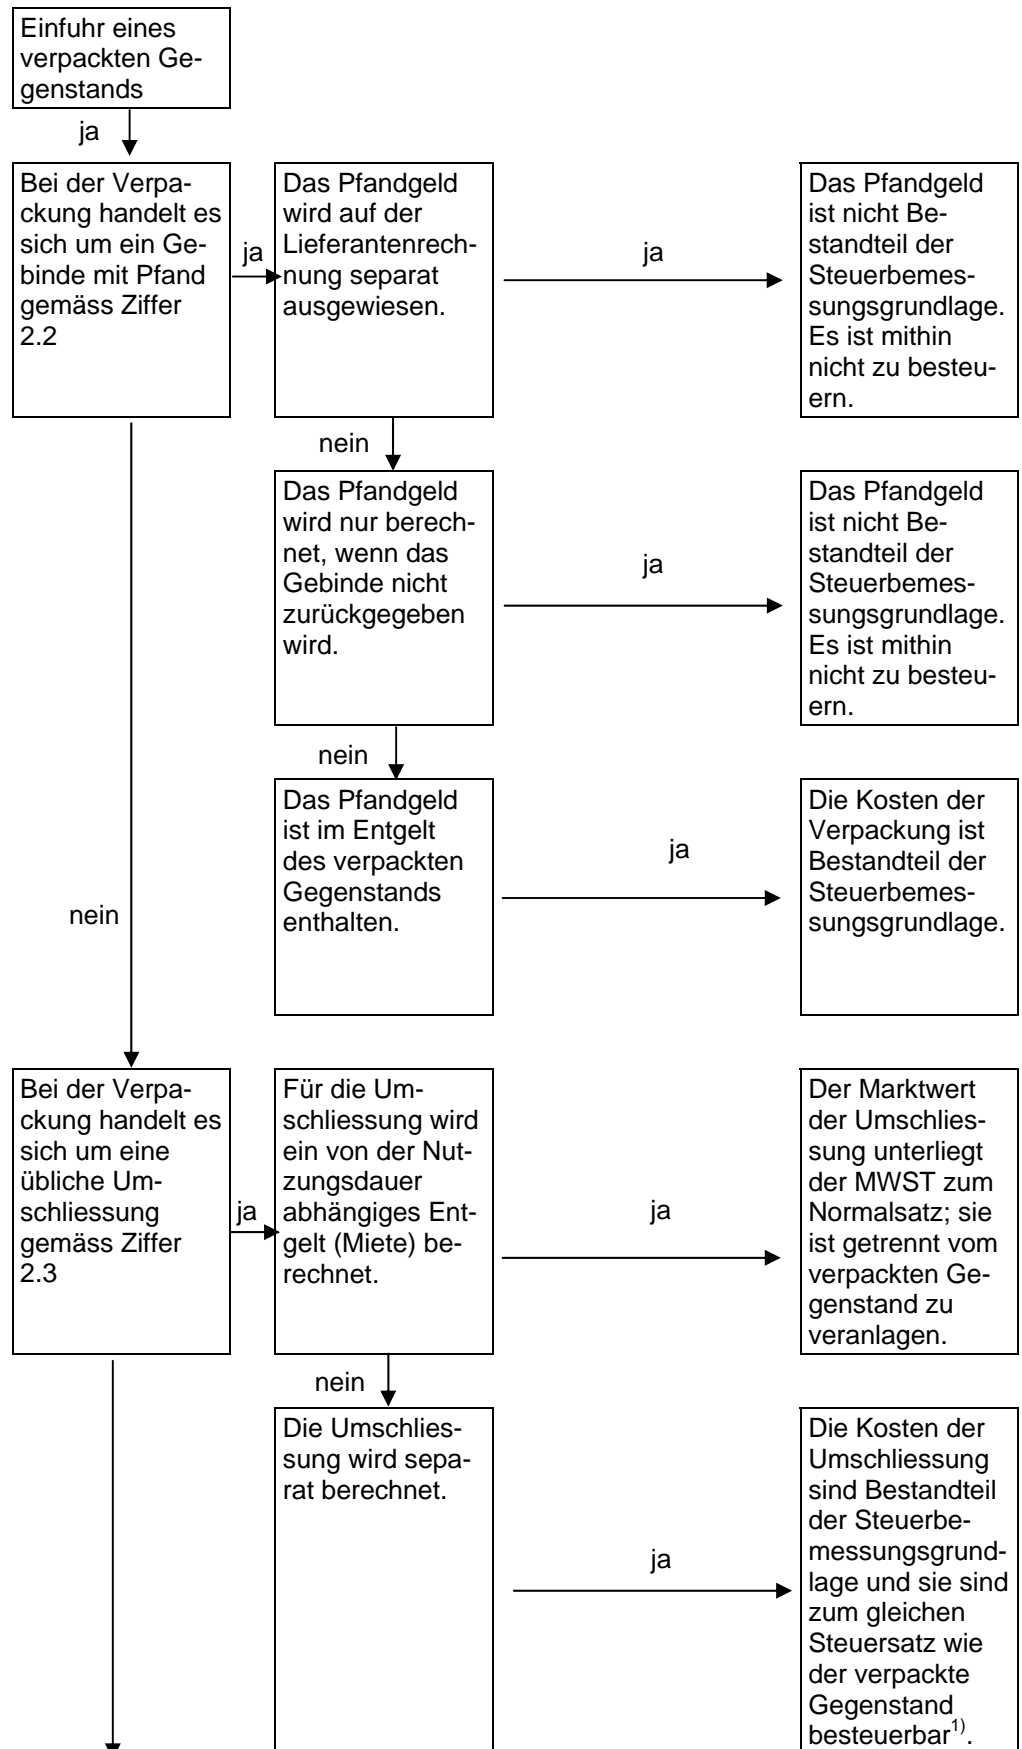 Einfuhr eines
verpackten Ge-
genstands
ja
Bei der Verpa-
ckung handelt es
sich um ein Ge-
binde mit Pfand
gemäss Ziffer
2.2
ja
Das Pfandgeld
wird auf der
Lieferantenrech-
nung separat
ausgewiesen.
ja
Das Pfandgeld
ist nicht Be-
standteil der
Steuerbemes-
sungsgrundlage.
Es ist mithin
nicht zu besteu-
ern.
nein
Das Pfandgeld
wird nur berech-
net, wenn das
Gebinde nicht
zurückgegeben
wird.
ja
Das Pfandgeld
ist nicht Be-
standteil der
Steuerbemes-
sungsgrundlage.
Es ist mithin
nicht zu besteu-
ern.
nein
Das Pfandgeld
ist im Entgelt
des verpackten
Gegenstands
enthalten.
ja
Die Kosten der
Verpackung ist
Bestandteil der
Steuerbemes-
sungsgrundlage.
nein
Bei der Verpa-
ckung handelt es
sich um eine
übliche Um-
schliessung
gemäss Ziffer
2.3
ja
Für die Um-
schliessung wird
ein von der Nut-
zungsdauer
abhängiges Ent-
gelt (Miete) be-
rechnet.
ja
Der Marktwert
der Umschlies-
sung unterliegt
der MWST zum
Normalsatz; sie
ist getrennt vom
verpackten Ge-
genstand zu
veranlagen.
nein
Die Umschlies-
sung wird sepa-
rat berechnet.
ja
Die Kosten der
Umschliessung
sind Bestandteil
der Steuerbe-
messungsgrund-
lage und sie sind
zum gleichen
Steuersatz wie
der verpackte
Gegenstand
besteuerbar1).